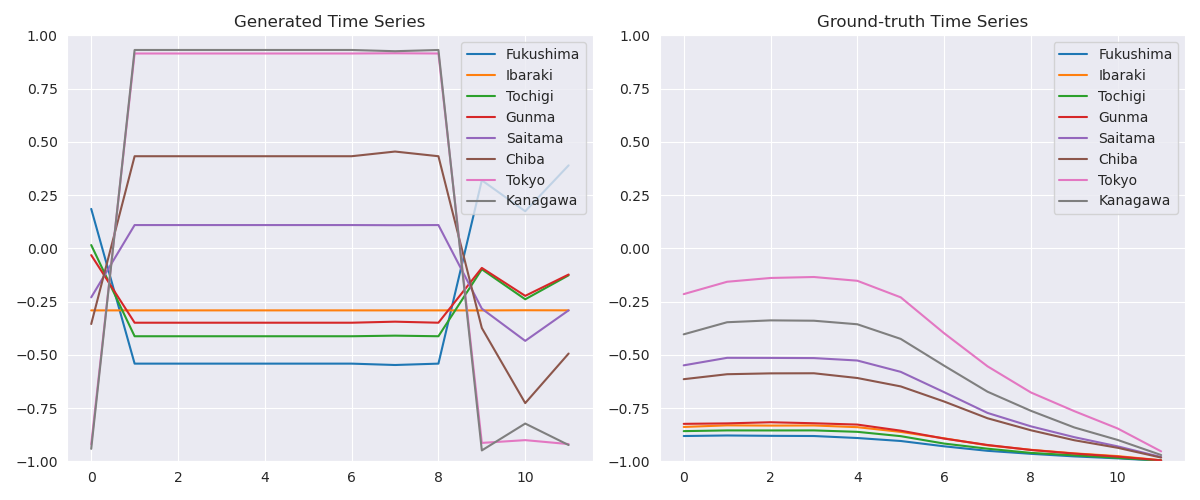 Generated Time Series
1.00
0.75
0.50
0.25
0.00
−0.25
−0.50
−0.75
−1.00
0 2 4 6 8 10
Fukushima
Ibaraki
Tochigi
Gunma
Saitama
Chiba
Tokyo
Kanagawa
Ground-truth Time Series
1.00
0.75
0.50
0.25
0.00
−0.25
−0.50
−0.75
−1.00
0 2 4 6 8 10
Fukushima
Ibaraki
Tochigi
Gunma
Saitama
Chiba
Tokyo
Kanagawa